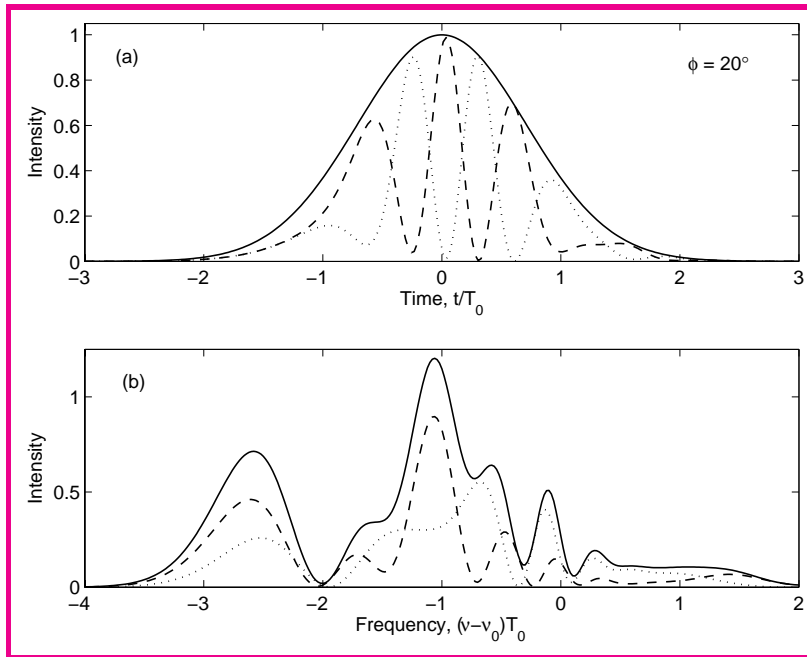 (a)
φ = 20°
Intensity
1
0.8
0.6
0.4
0.2
0
−3 −2 −1 0 1 2 3
Time, t/T₀
(b)
Intensity
1
0.5
0
−4 −3 −2 −1 0 1 2
Frequency, (ν−ν₀)T₀